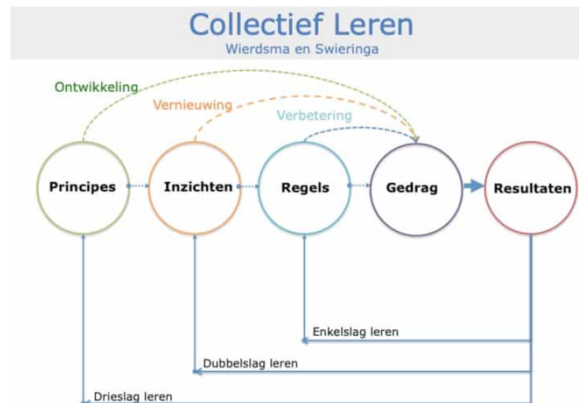 Collectief Leren
Wierdsma en Swieringa
Ontwikkeling
Vernieuwing
Verbetering
Principes
Inzichten
Regels
Gedrag
Resultaten
Enkelslag leren
Dubbelslag leren
Drieslag leren